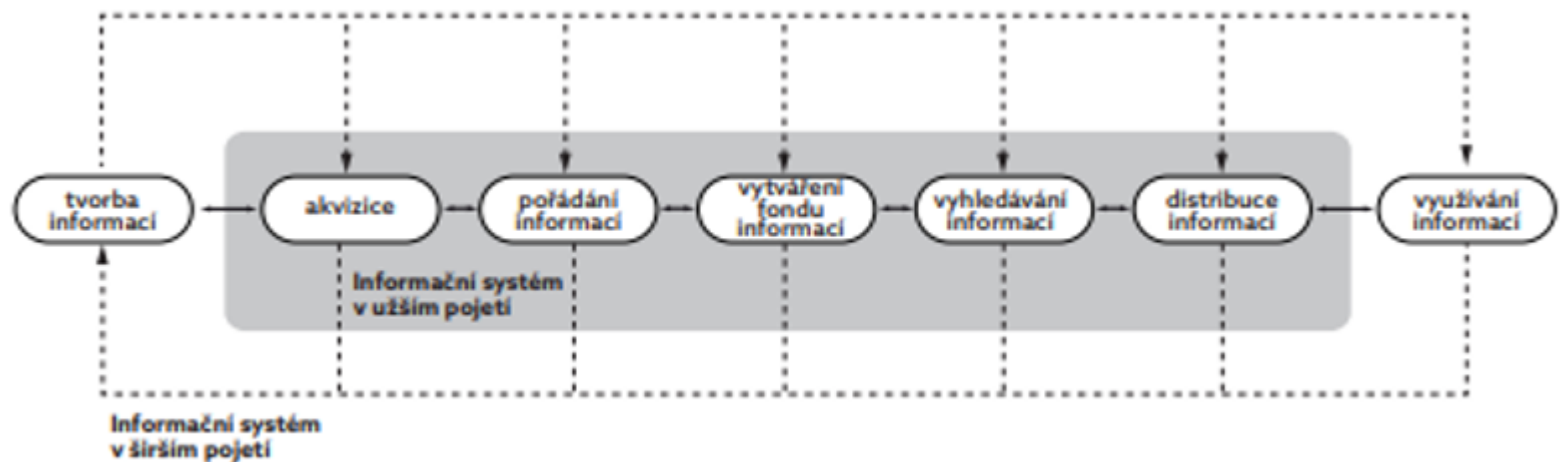 tvorba
informací
akvizice
pořádání
informací
vytváření
fondu
informací
vyhledávání
informací
distribuce
informací
využívání
informací
Informační systém
v užším pojetí
Informační systém
v širším pojetí